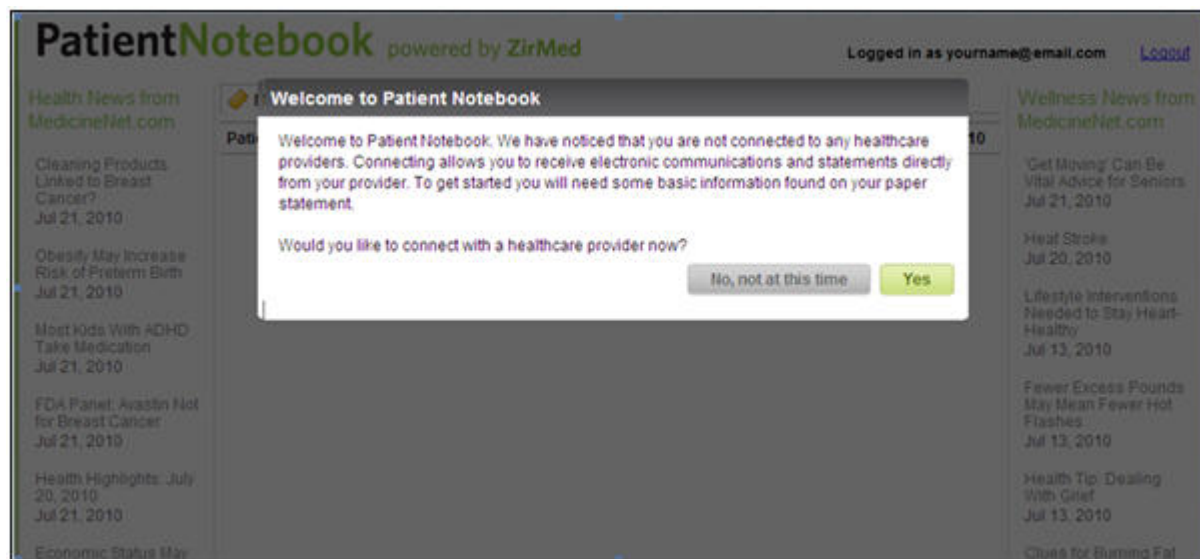 PatientNotebook powered by ZirMed
Logged in as yourname@email.com Logout
Health News from
MedicineNet.com
Cleaning Products
Linked to Breast
Cancer?
Jul 21, 2010
Obesity May Increase
Risk of Preterm Birth
Jul 21, 2010
Most Kids With ADHD
Take Medication
Jul 21, 2010
FDA Panel: Avastin Not
for Breast Cancer
Jul 21, 2010
Health Highlights: July
20, 2010
Jul 21, 2010
Economic Status May
Welcome to Patient Notebook
Welcome to Patient Notebook. We have noticed that you are not connected to any healthcare
providers. Connecting allows you to receive electronic communications and statements directly
from your provider. To get started you will need some basic information found on your paper
statement.
Would you like to connect with a healthcare provider now?
No, not at this time Yes
Wellness News from
MedicineNet.com
'Get Moving' Can Be
Vital Advice for Seniors
Jul 21, 2010
Heat Stroke
Jul 20, 2010
Lifestyle Interventions
Needed to Stay Heart-
Healthy
Jul 13, 2010
Fewer Excess Pounds
May Mean Fewer Hot
Flashes
Jul 13, 2010
Health Tip: Dealing
With Grief
Jul 13, 2010
Clues for Burning Fat